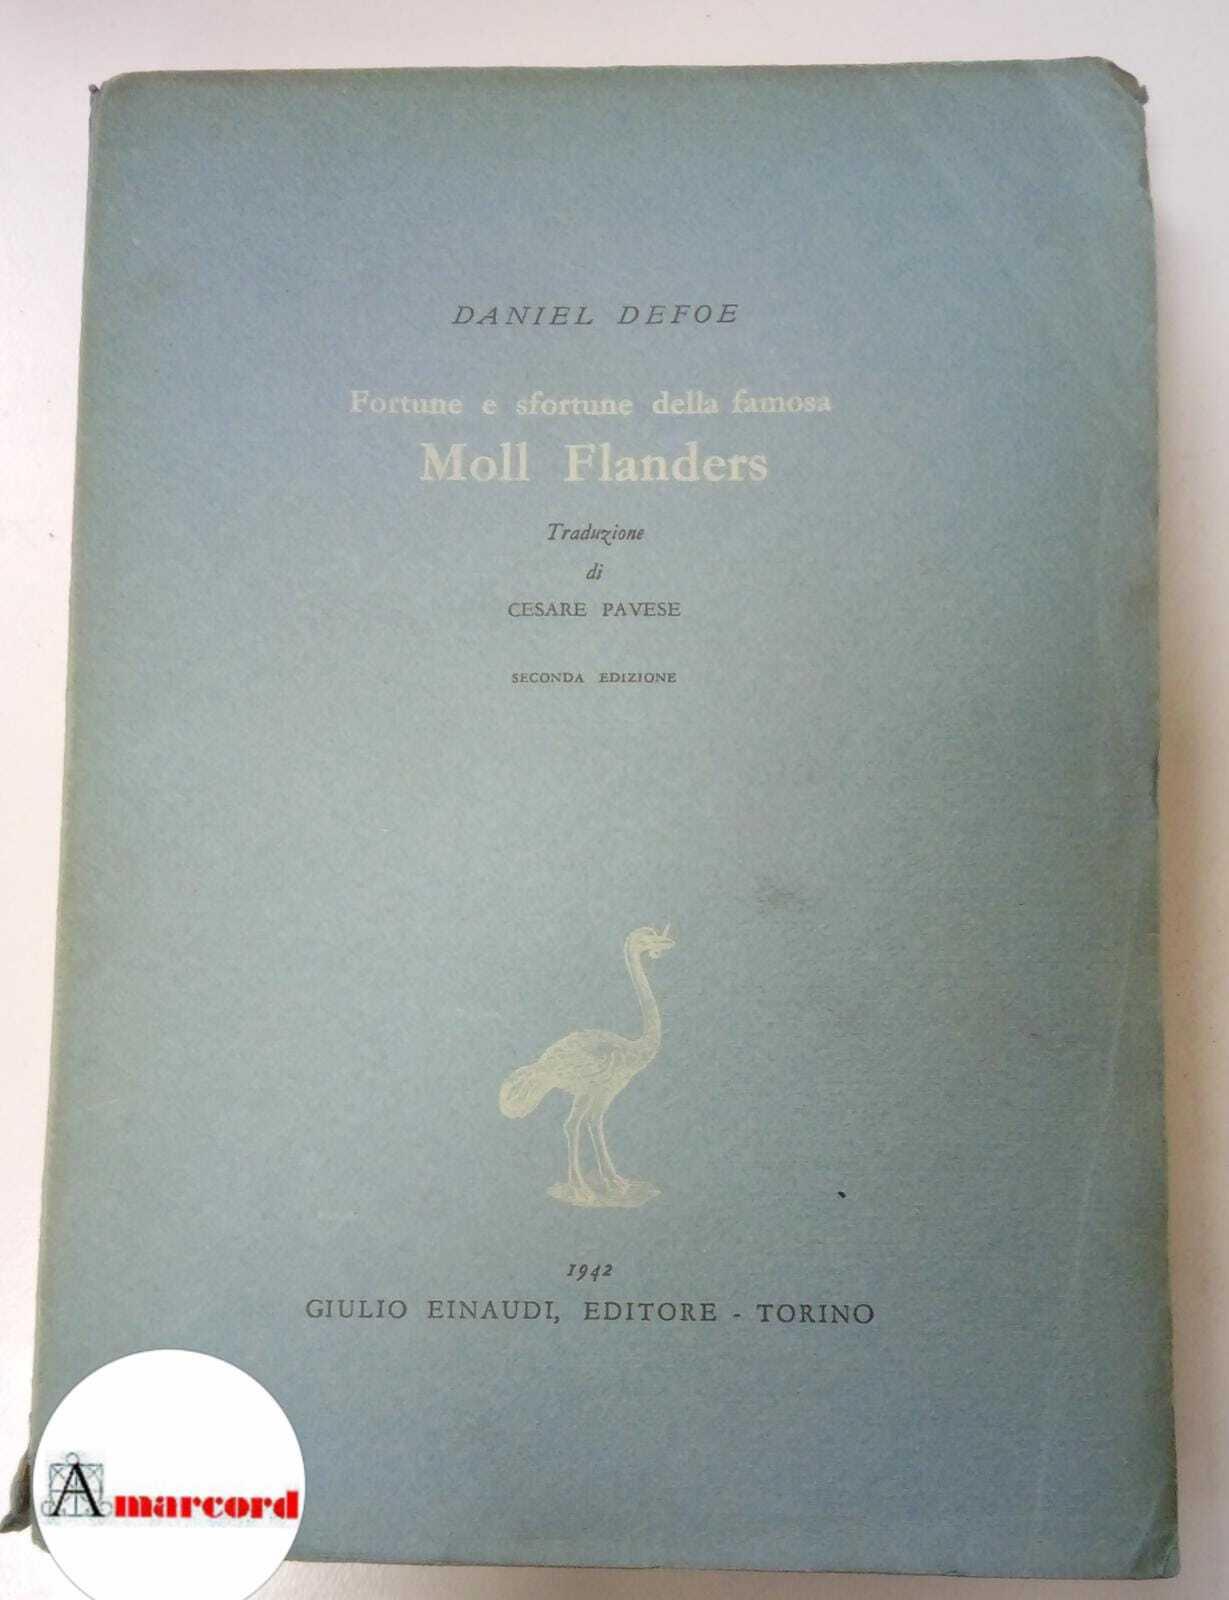 DANIEL DEFOE
Fortune e sfortune della famosa
Moll Flanders
Traduzione
di
CESARE PAVESE
SECONDA EDIZIONE
1942
GIULIO EINAUDI, EDITORE - TORINO
Amarcord